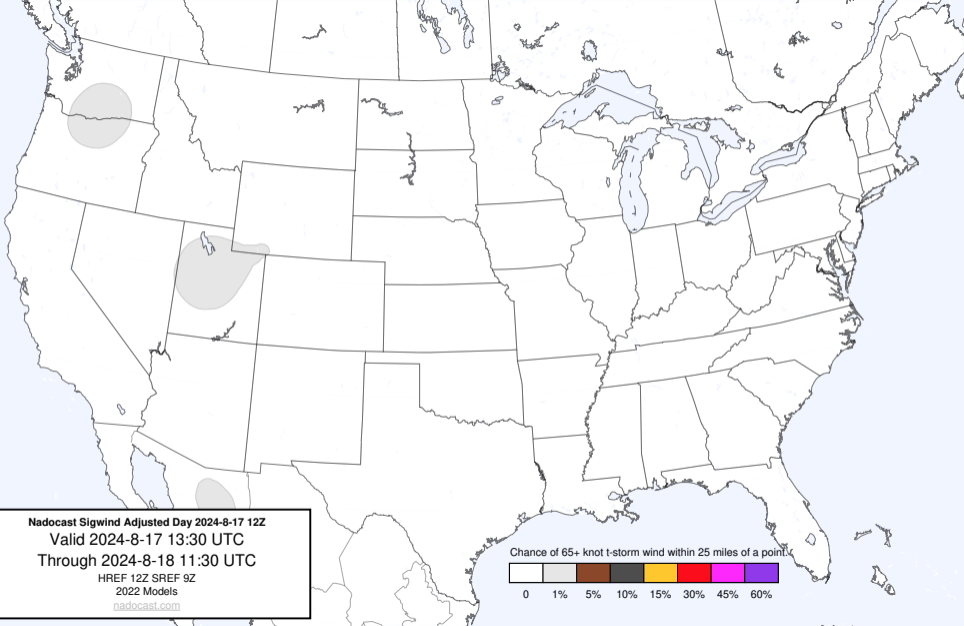 Nadocast Sigwind Adjusted Day 2024-8-17 12Z
Valid 2024-8-17 13:30 UTC
Through 2024-8-18 11:30 UTC
HREF 12Z SREF 9Z
2022 Models
nadocast.com
Chance of 65+ knot t-storm wind within 25 miles of a point.
0 1% 5% 10% 15% 30% 45% 60%